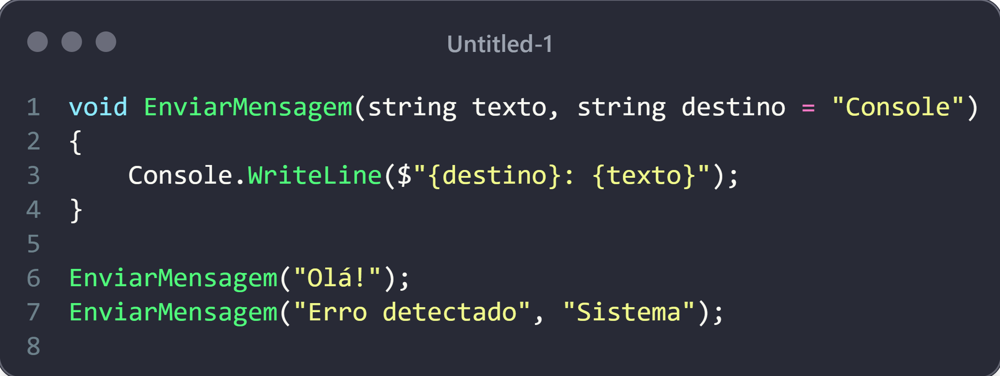 Untitled-1
1 void EnviarMensagem(string texto, string destino = "Console")
2 {
3     Console.WriteLine($"{destino}: {texto}");
4 }
5
6 EnviarMensagem("Olá!");
7 EnviarMensagem("Erro detectado", "Sistema");
8